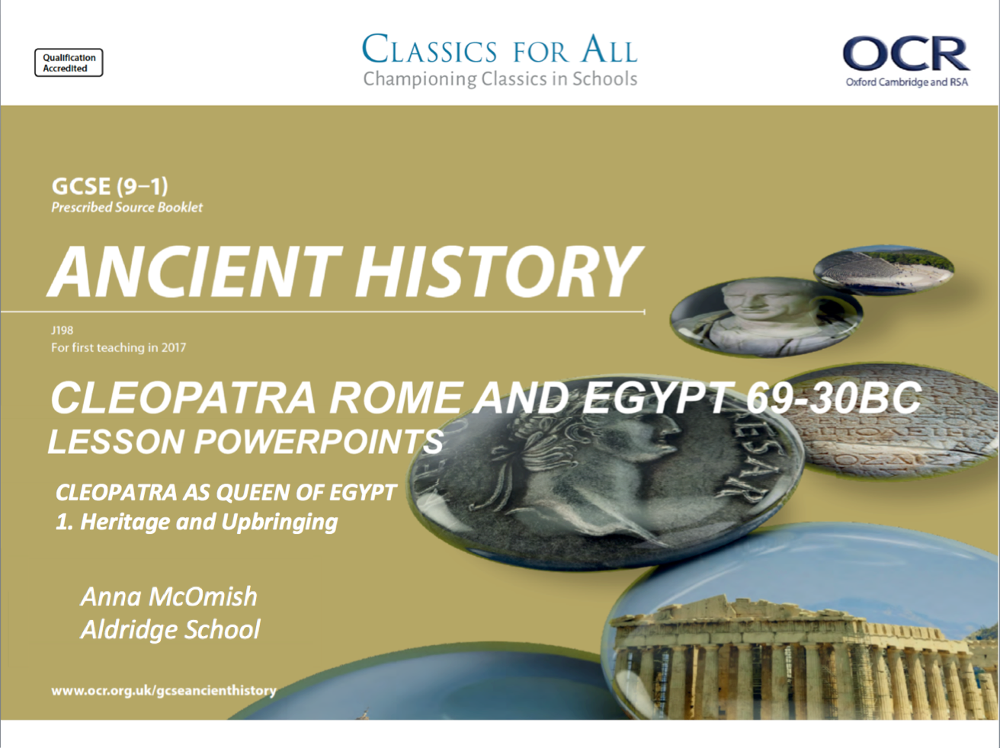 Qualification
Accredited
CLASSICS FOR ALL
Championing Classics in Schools
OCR
Oxford Cambridge and RSA
GCSE (9–1)
Prescribed Source Booklet
ANCIENT HISTORY
J198
For first teaching in 2017
CLEOPATRA ROME AND EGYPT 69-30BC
LESSON POWERPOINTS
CLEOPATRA AS QUEEN OF EGYPT
1. Heritage and Upbringing
Anna McOmish
Aldridge School
www.ocr.org.uk/gcseancienthistory